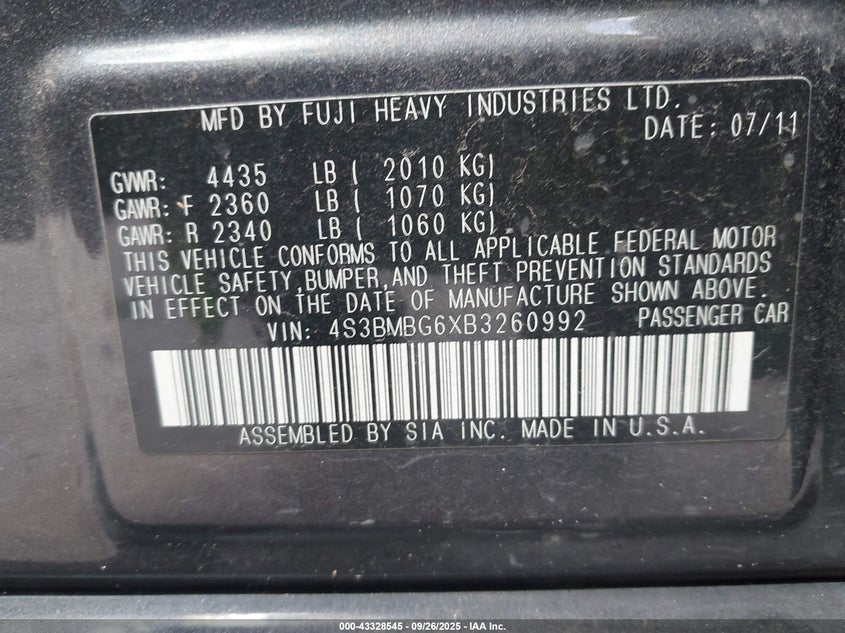 MFD BY FUJI HEAVY INDUSTRIES LTD.
DATE: 07/11
GVWR: 4435 LB ( 2010 KG)
GAWR: F 2360 LB ( 1070 KG)
GAWR: R 2340 LB ( 1060 KG)
THIS VEHICLE CONFORMS TO ALL APPLICABLE FEDERAL MOTOR
VEHICLE SAFETY,BUMPER,AND THEFT PREVENTION STANDARDS
IN EFFECT ON THE DATE OF MANUFACTURE SHOWN ABOVE.
VIN: 4S3BMBG6XB3260992 PASSENGER CAR
ASSEMBLED BY SIA INC. MADE IN U.S.A.
000-43328545 | 09/26/2025 | IAA Inc.